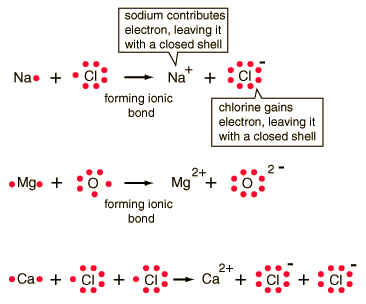 sodium contributes
electron, leaving it
with a closed shell
Na + Cl → Na+ + Cl-
forming ionic
bond
chlorine gains
electron, leaving it
with a closed shell
Mg + O → Mg2+ + O2-
forming ionic
bond
Ca + Cl + Cl → Ca2+ + Cl- + Cl-